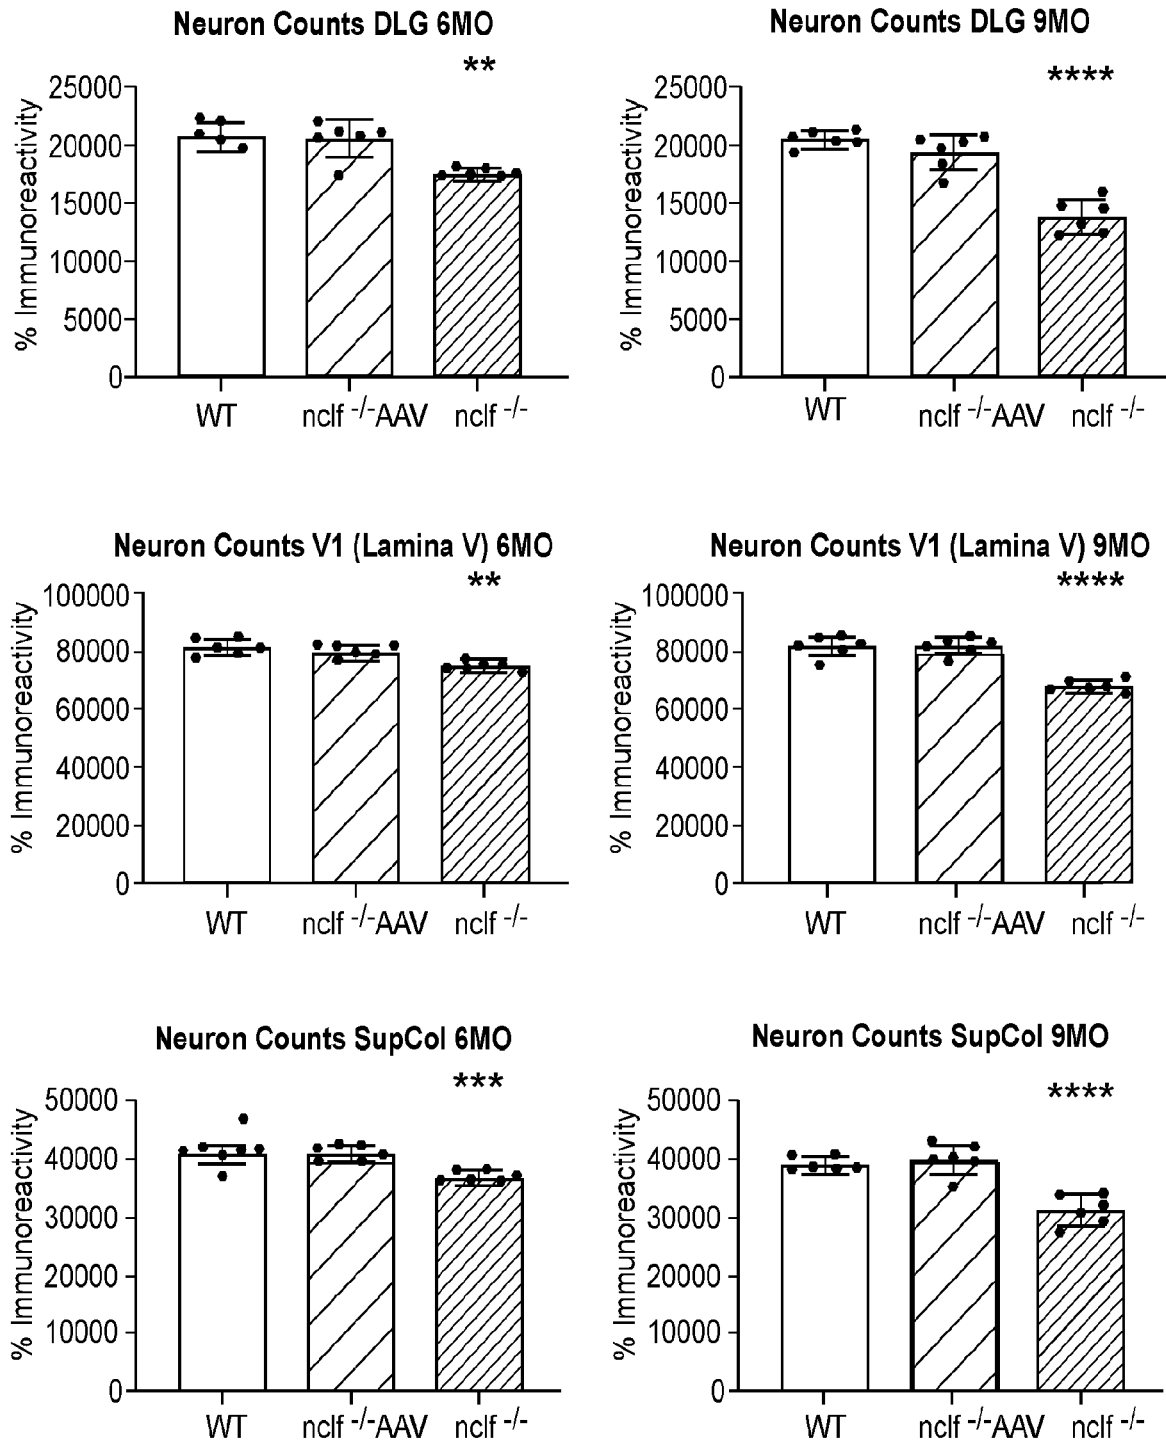 Neuron Counts DLG 6MO
**
% Immunoreactivity
25000
20000
15000
10000
5000
0
WT nclf -/-AAV nclf -/-
Neuron Counts DLG 9MO
****
% Immunoreactivity
25000
20000
15000
10000
5000
0
WT nclf -/-AAV nclf -/-
Neuron Counts V1 (Lamina V) 6MO
**
% Immunoreactivity
100000
80000
60000
40000
20000
0
WT nclf -/-AAV nclf -/-
Neuron Counts V1 (Lamina V) 9MO
****
% Immunoreactivity
100000
80000
60000
40000
20000
0
WT nclf -/-AAV nclf -/-
Neuron Counts SupCol 6MO
***
% Immunoreactivity
50000
40000
30000
20000
10000
0
WT nclf -/-AAV nclf -/-
Neuron Counts SupCol 9MO
****
% Immunoreactivity
50000
40000
30000
20000
10000
0
WT nclf -/-AAV nclf -/-